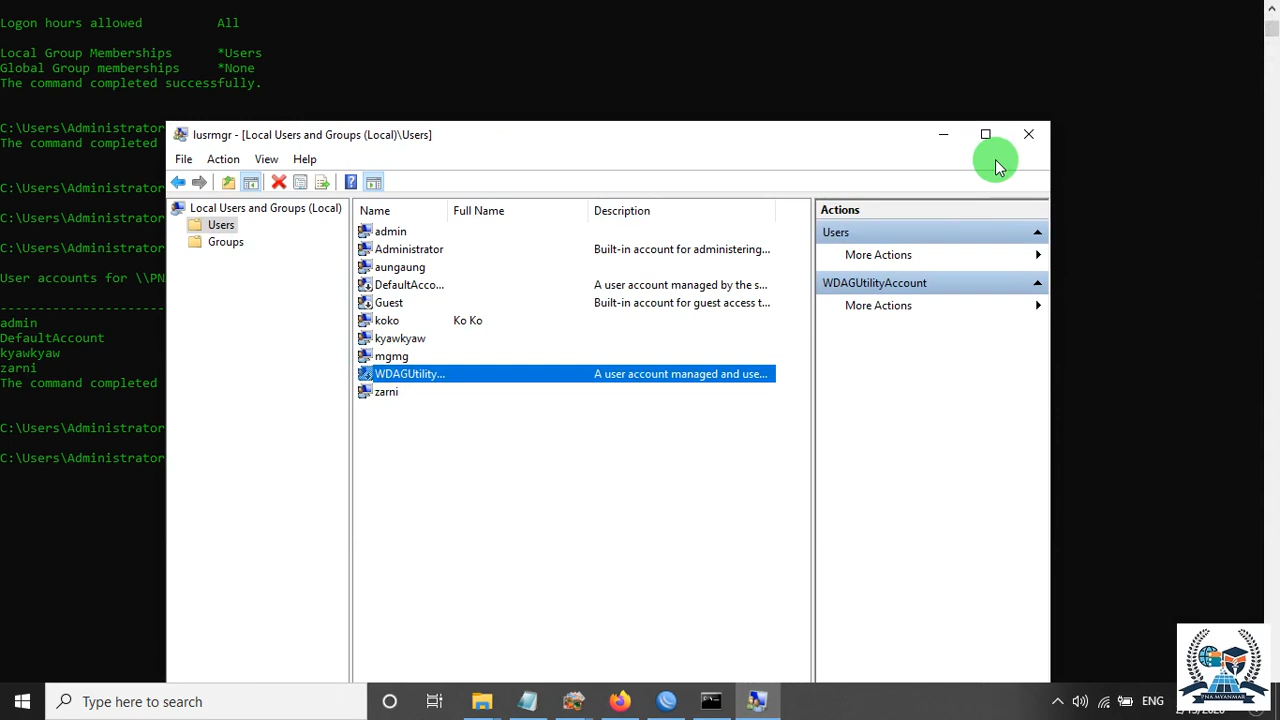 Logon hours allowed All
Local Group Memberships *Users
Global Group memberships *None
The command completed successfully.
C:\Users\Administrator
The command completed
C:\Users\Administrator
C:\Users\Administrator
C:\Users\Administrator
User accounts for \\PN
-----------------------
admin
DefaultAccount
kyawkyaw
zarni
The command completed
C:\Users\Administrator
C:\Users\Administrator
lusrmgr - [Local Users and Groups (Local)\Users]
File Action View Help
Local Users and Groups (Local)
Users
Groups
Name Full Name Description
admin
Administrator Built-in account for administering...
aungaung
DefaultAcco... A user account managed by the s...
Guest Built-in account for guest access t...
koko Ko Ko
kyawkyaw
mgmg
WDAGUtility... A user account managed and use...
zarni
Actions
Users
More Actions
WDAGUtilityAccount
More Actions
Type here to search
ENG
PNA MYANMAR